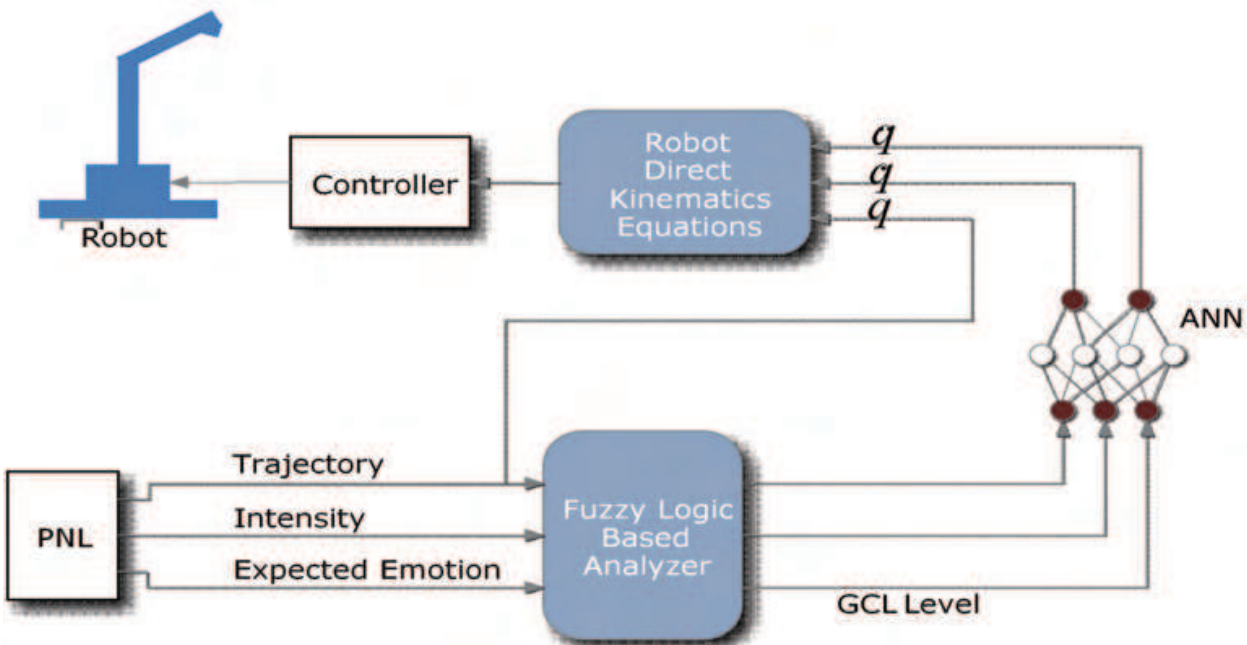 Robot
Controller
Robot
Direct
Kinematics
Equations
q
q
q
ANN
PNL
Trajectory
Intensity
Expected Emotion
Fuzzy Logic
Based
Analyzer
GCL Level